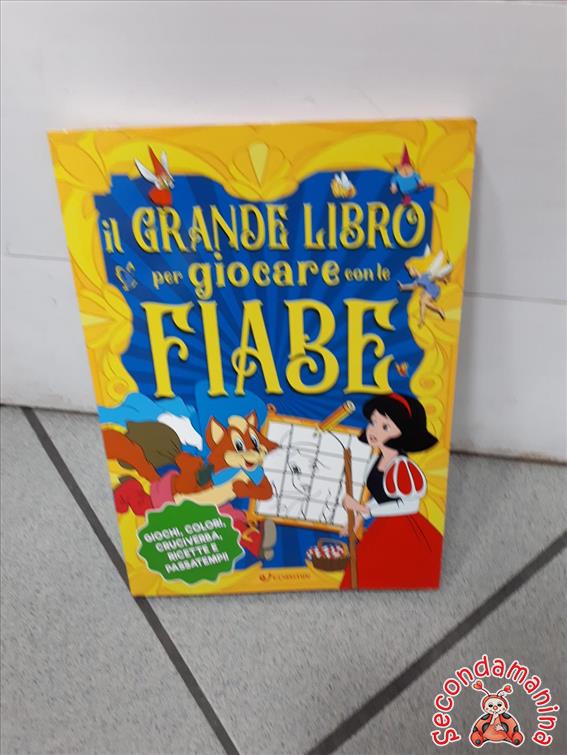 il GRANDE LIBRO
per giocare con le
FIABE
GIOCHI, COLORI,
CRUCIVERBA,
RICETTE E
PASSATEMPI!
Secondamanina